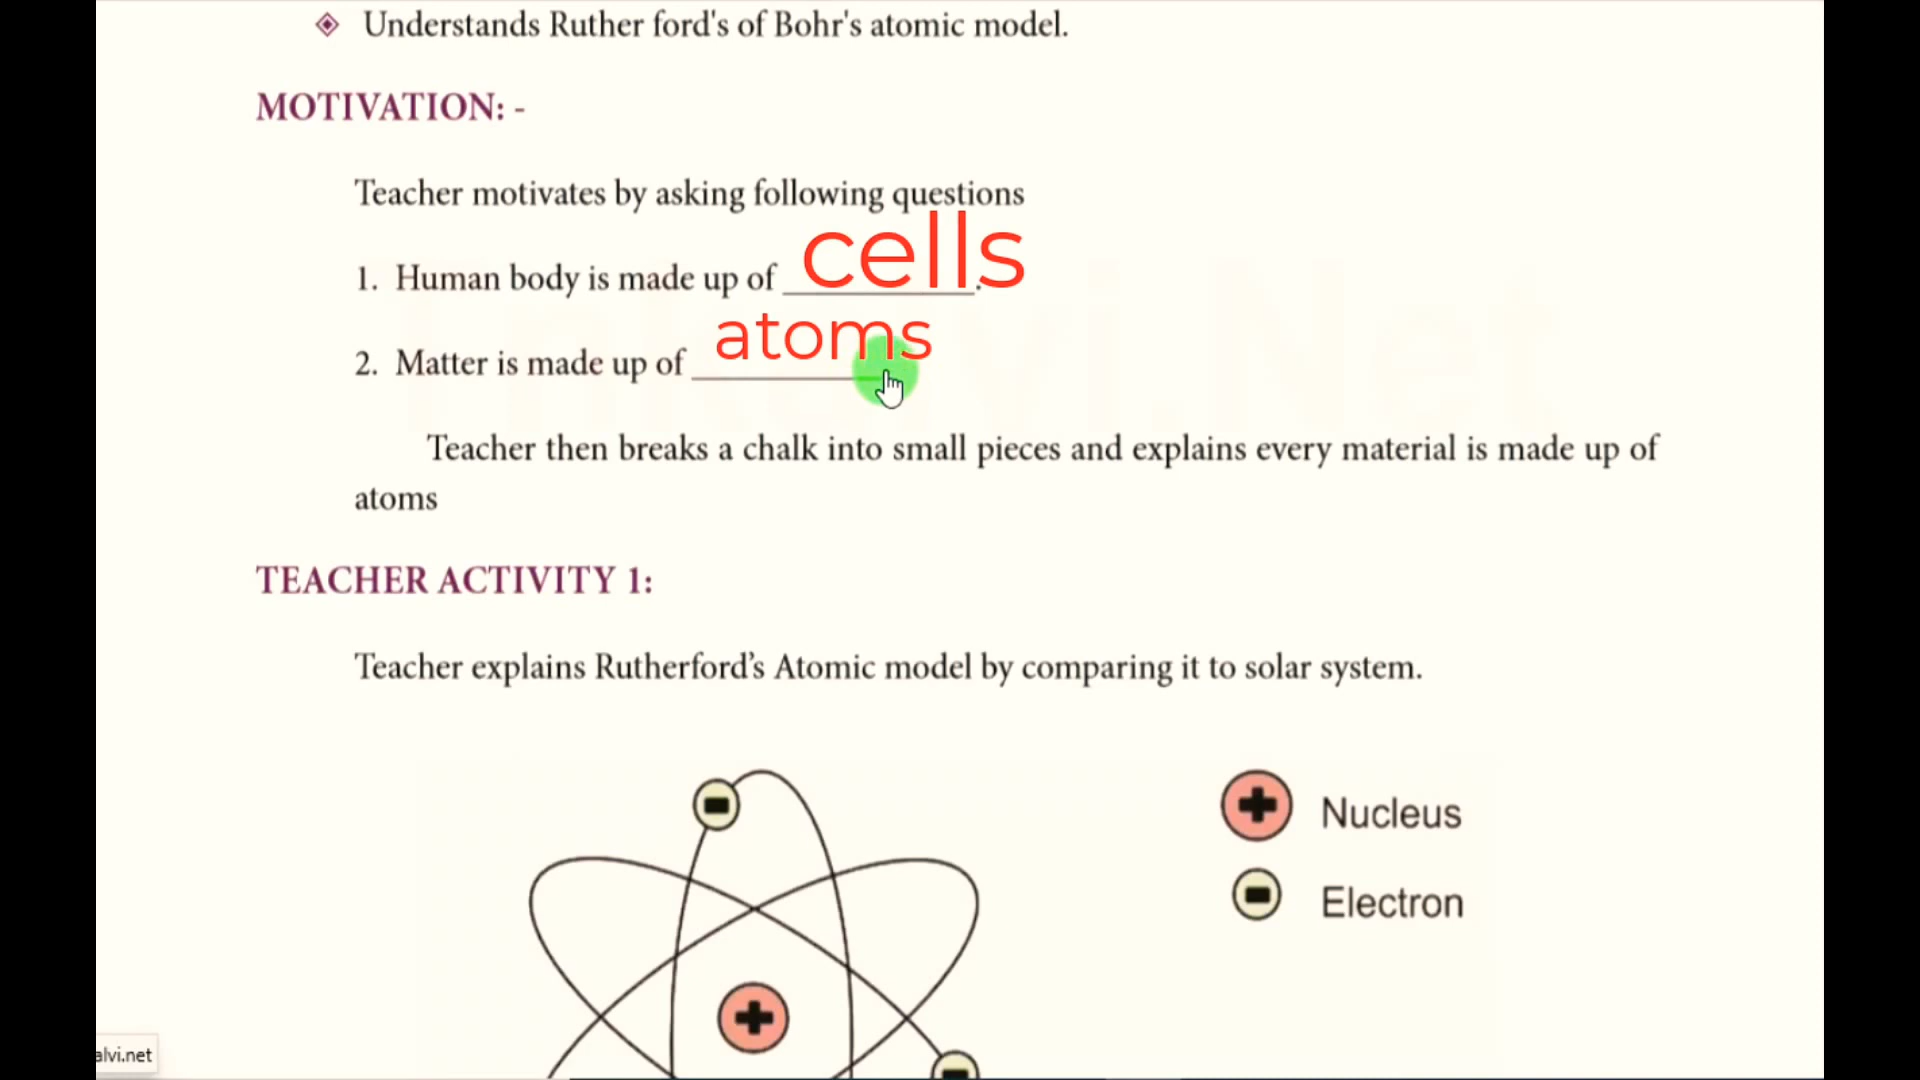 Understands Ruther ford's of Bohr's atomic model.
MOTIVATION: -
Teacher motivates by asking following questions
1. Human body is made up of cells.
2. Matter is made up of atoms
Teacher then breaks a chalk into small pieces and explains every material is made up of
atoms
TEACHER ACTIVITY 1:
Teacher explains Rutherford’s Atomic model by comparing it to solar system.
Nucleus
Electron
alvi.net